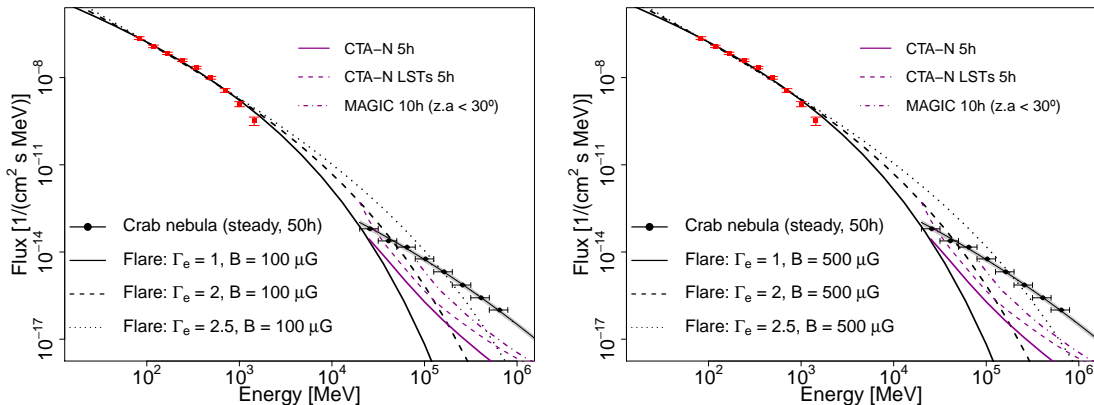 Flux [1/(cm² s MeV)]
10⁻⁸
10⁻¹¹
10⁻¹⁴
10⁻¹⁷
CTA−N 5h
CTA−N LSTs 5h
MAGIC 10h (z.a < 30º)
Crab nebula (steady, 50h)
Flare: Γₑ = 1, B = 100 μG
Flare: Γₑ = 2, B = 100 μG
Flare: Γₑ = 2.5, B = 100 μG
10² 10³ 10⁴ 10⁵ 10⁶
Energy [MeV]
Flux [1/(cm² s MeV)]
10⁻⁸
10⁻¹¹
10⁻¹⁴
10⁻¹⁷
CTA−N 5h
CTA−N LSTs 5h
MAGIC 10h (z.a < 30º)
Crab nebula (steady, 50h)
Flare: Γₑ = 1, B = 500 μG
Flare: Γₑ = 2, B = 500 μG
Flare: Γₑ = 2.5, B = 500 μG
10² 10³ 10⁴ 10⁵ 10⁶
Energy [MeV]